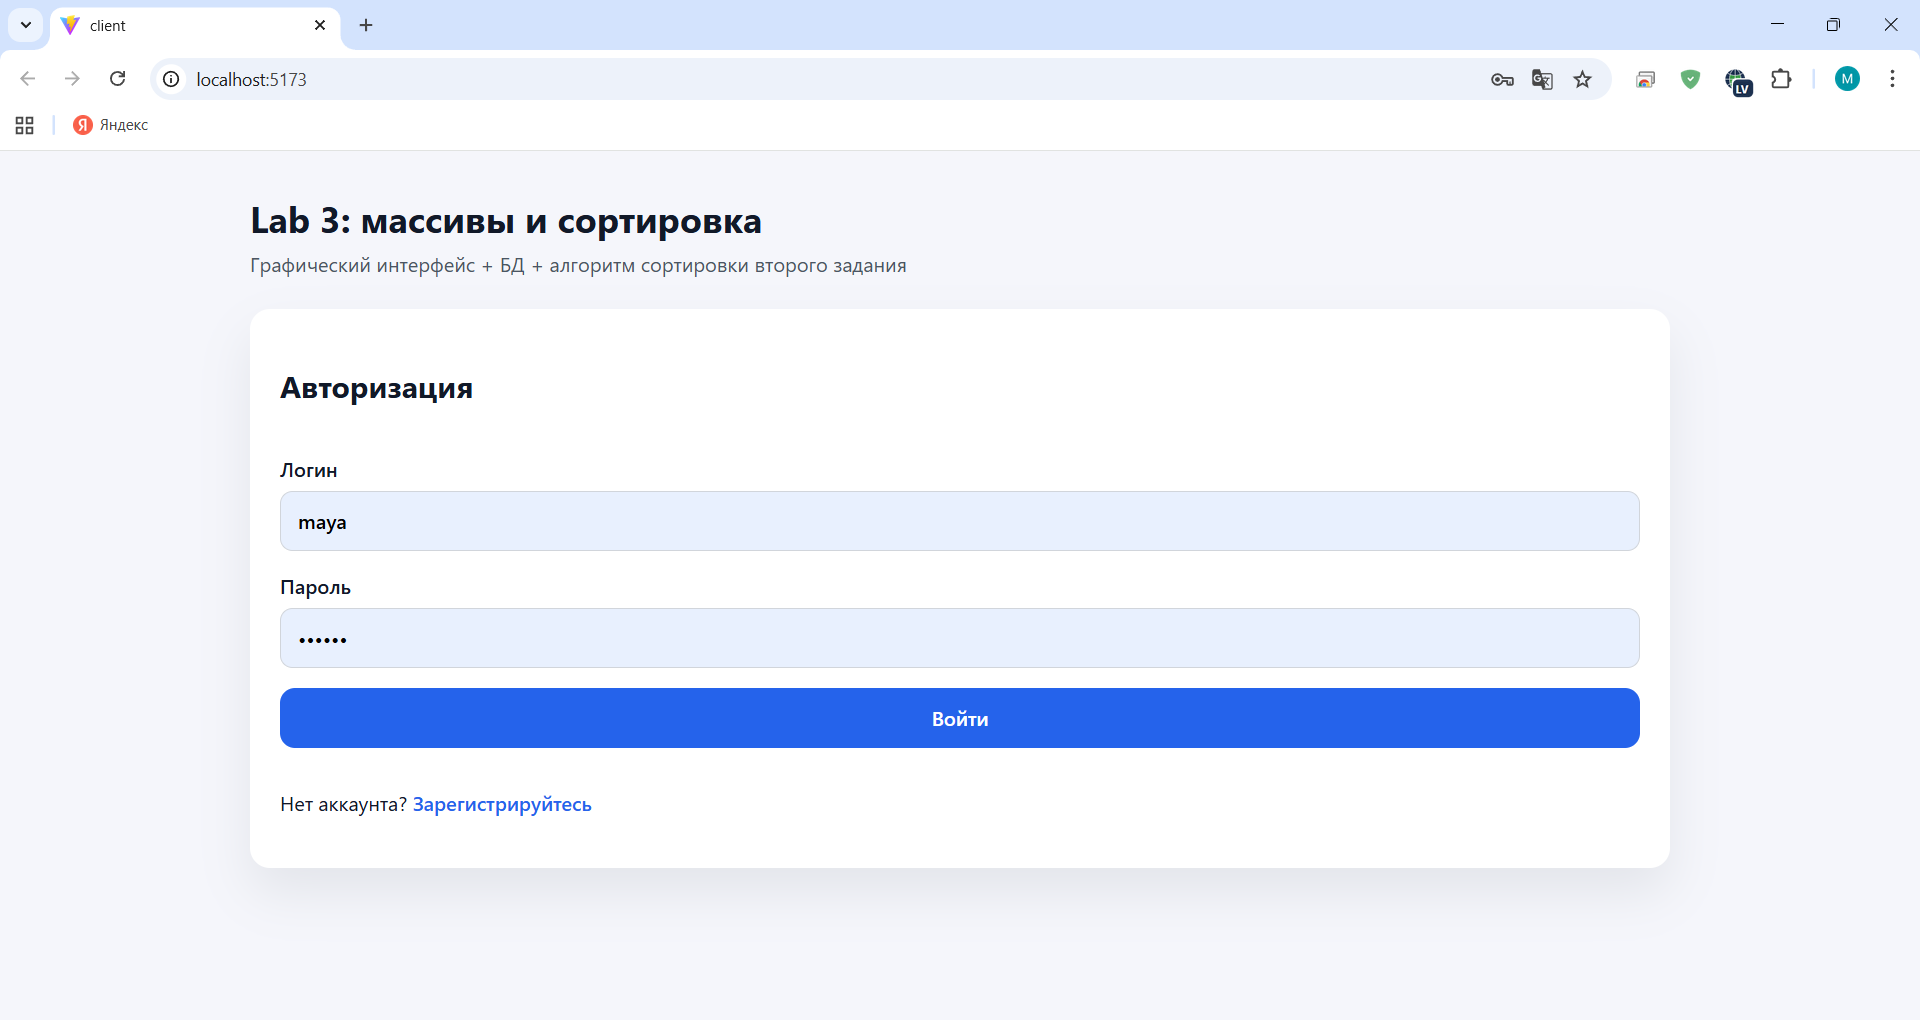 client
localhost:5173
LV
M
Я Яндекс
Lab 3: массивы и сортировка
Графический интерфейс + БД + алгоритм сортировки второго задания
Авторизация
Логин
maya
Пароль
••••••
Войти
Нет аккаунта? Зарегистрируйтесь